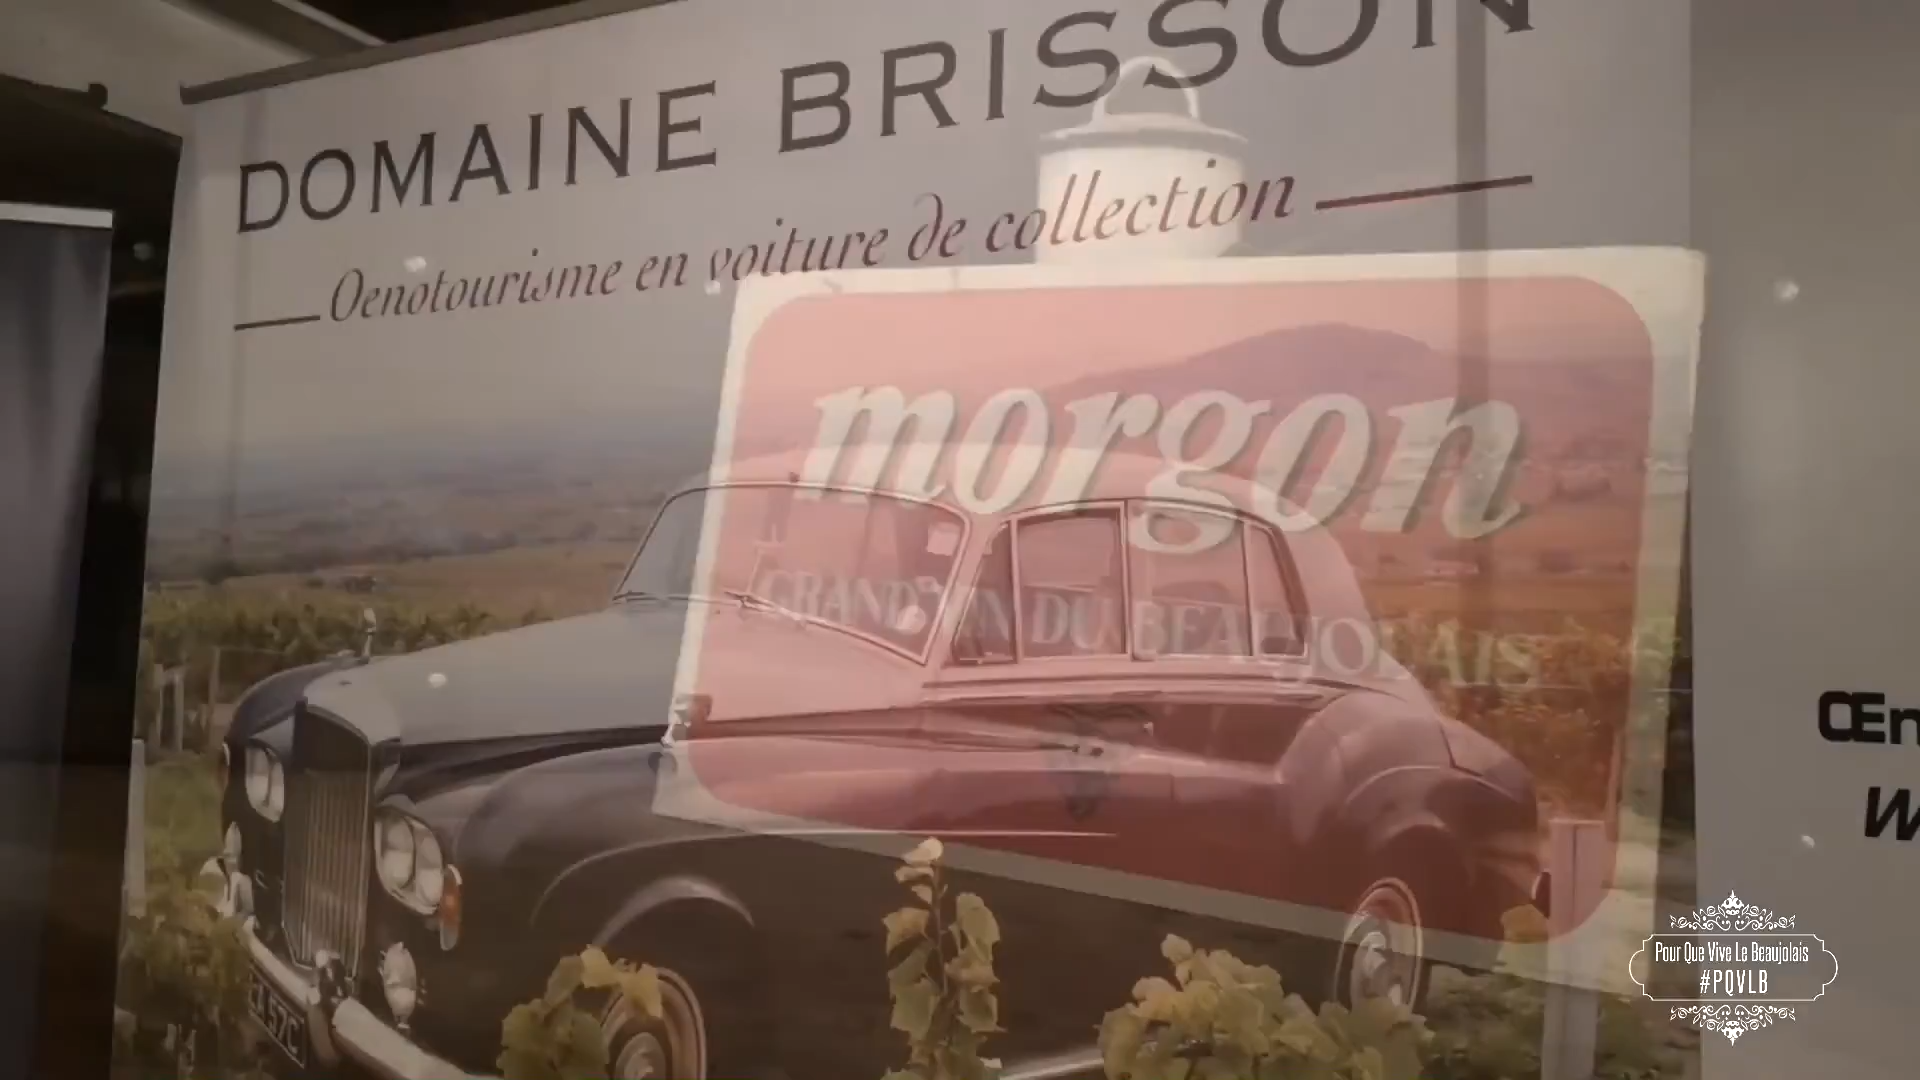 DOMAINE BRISSON
Oenotourisme en voiture de collection
morgon
GRAND VIN DU BEAUJOLAIS
Pour Que Vive Le Beaujolais
#PQVLB